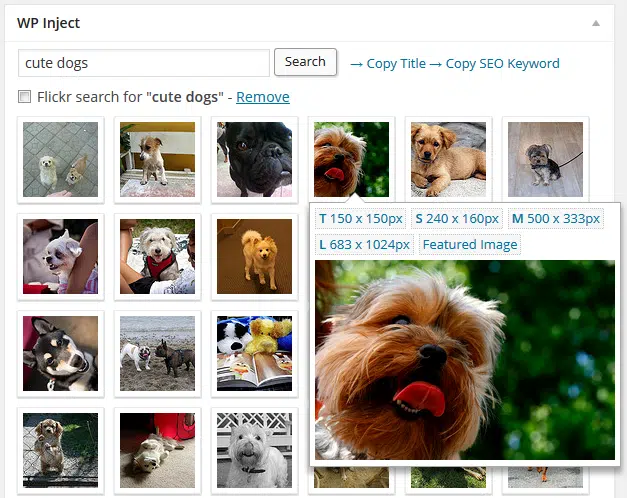 WP Inject
cute dogs Search → Copy Title → Copy SEO Keyword
Flickr search for "cute dogs" - Remove
T 150 x 150px S 240 x 160px M 500 x 333px
L 683 x 1024px Featured Image